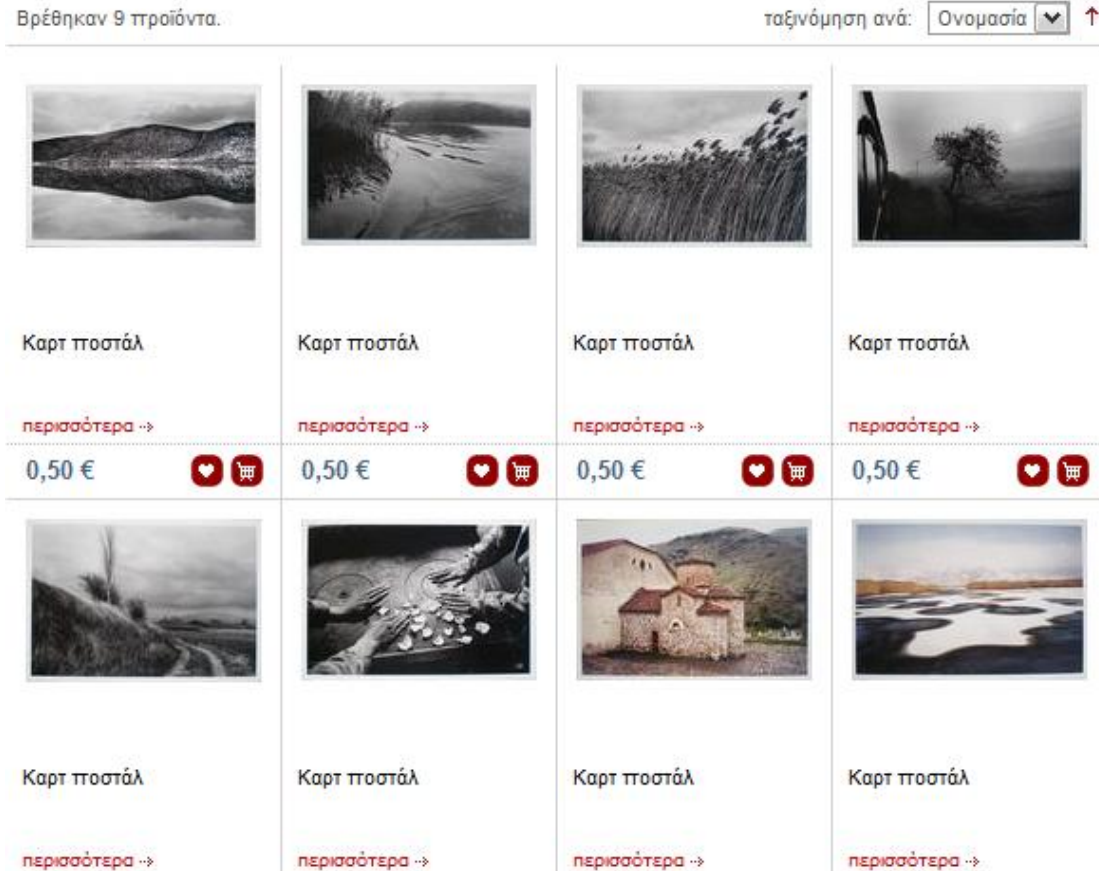 Βρέθηκαν 9 προϊόντα. ταξινόμηση ανά: Ονομασία
Καρτ ποστάλ Καρτ ποστάλ Καρτ ποστάλ Καρτ ποστάλ
περισσότερα περισσότερα περισσότερα περισσότερα
0,50 € 0,50 € 0,50 € 0,50 €
Καρτ ποστάλ Καρτ ποστάλ Καρτ ποστάλ Καρτ ποστάλ
περισσότερα περισσότερα περισσότερα περισσότερα